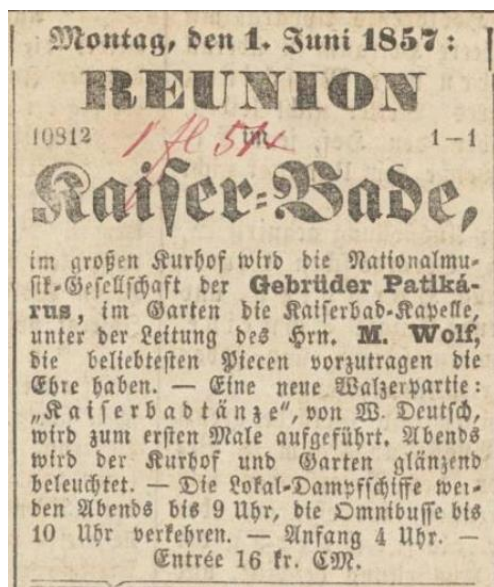 Montag, den 1. Juni 1857:
REUNION
10812 1 fl 51x im 1–1
Kaiser-Bade,
im großen Kurhof wird die Nationalmu-
sik-Gesellschaft der Gebrüder Patiká-
rus, im Garten die Kaiserbad-Kapelle,
unter der Leitung des Hrn. M. Wolf,
die beliebtesten Piecen vorzutragen die
Ehre haben. — Eine neue Walzerpartie:
„Kaiserbadtänze“, von W. Deutsch,
wird zum ersten Male aufgeführt. Abends
wird der Kurhof und Garten glänzend
beleuchtet. — Die Lokal-Dampfschiffe wer-
den Abends bis 9 Uhr, die Omnibusse bis
10 Uhr verkehren. — Anfang 4 Uhr. —
Entrée 16 kr. CM.